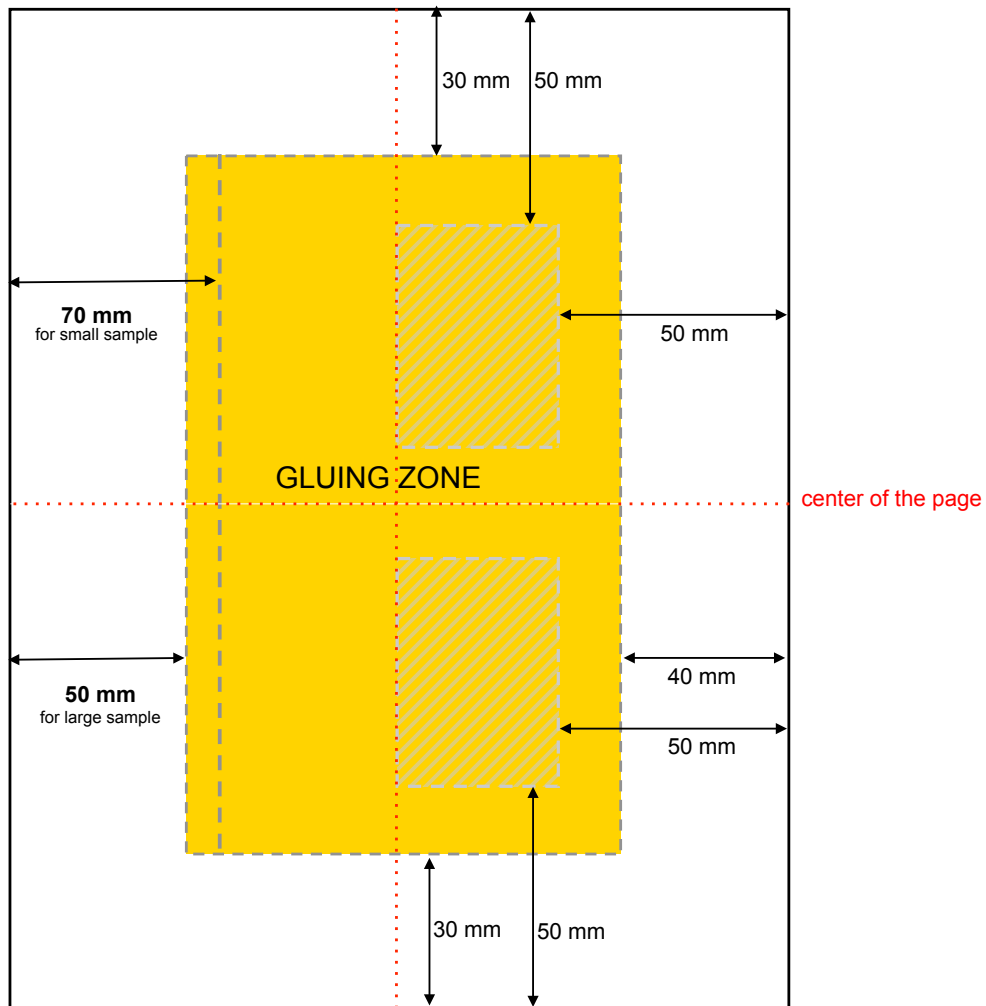 30 mm
50 mm
70 mm
for small sample
50 mm
GLUING ZONE
center of the page
50 mm
for large sample
40 mm
50 mm
30 mm
50 mm